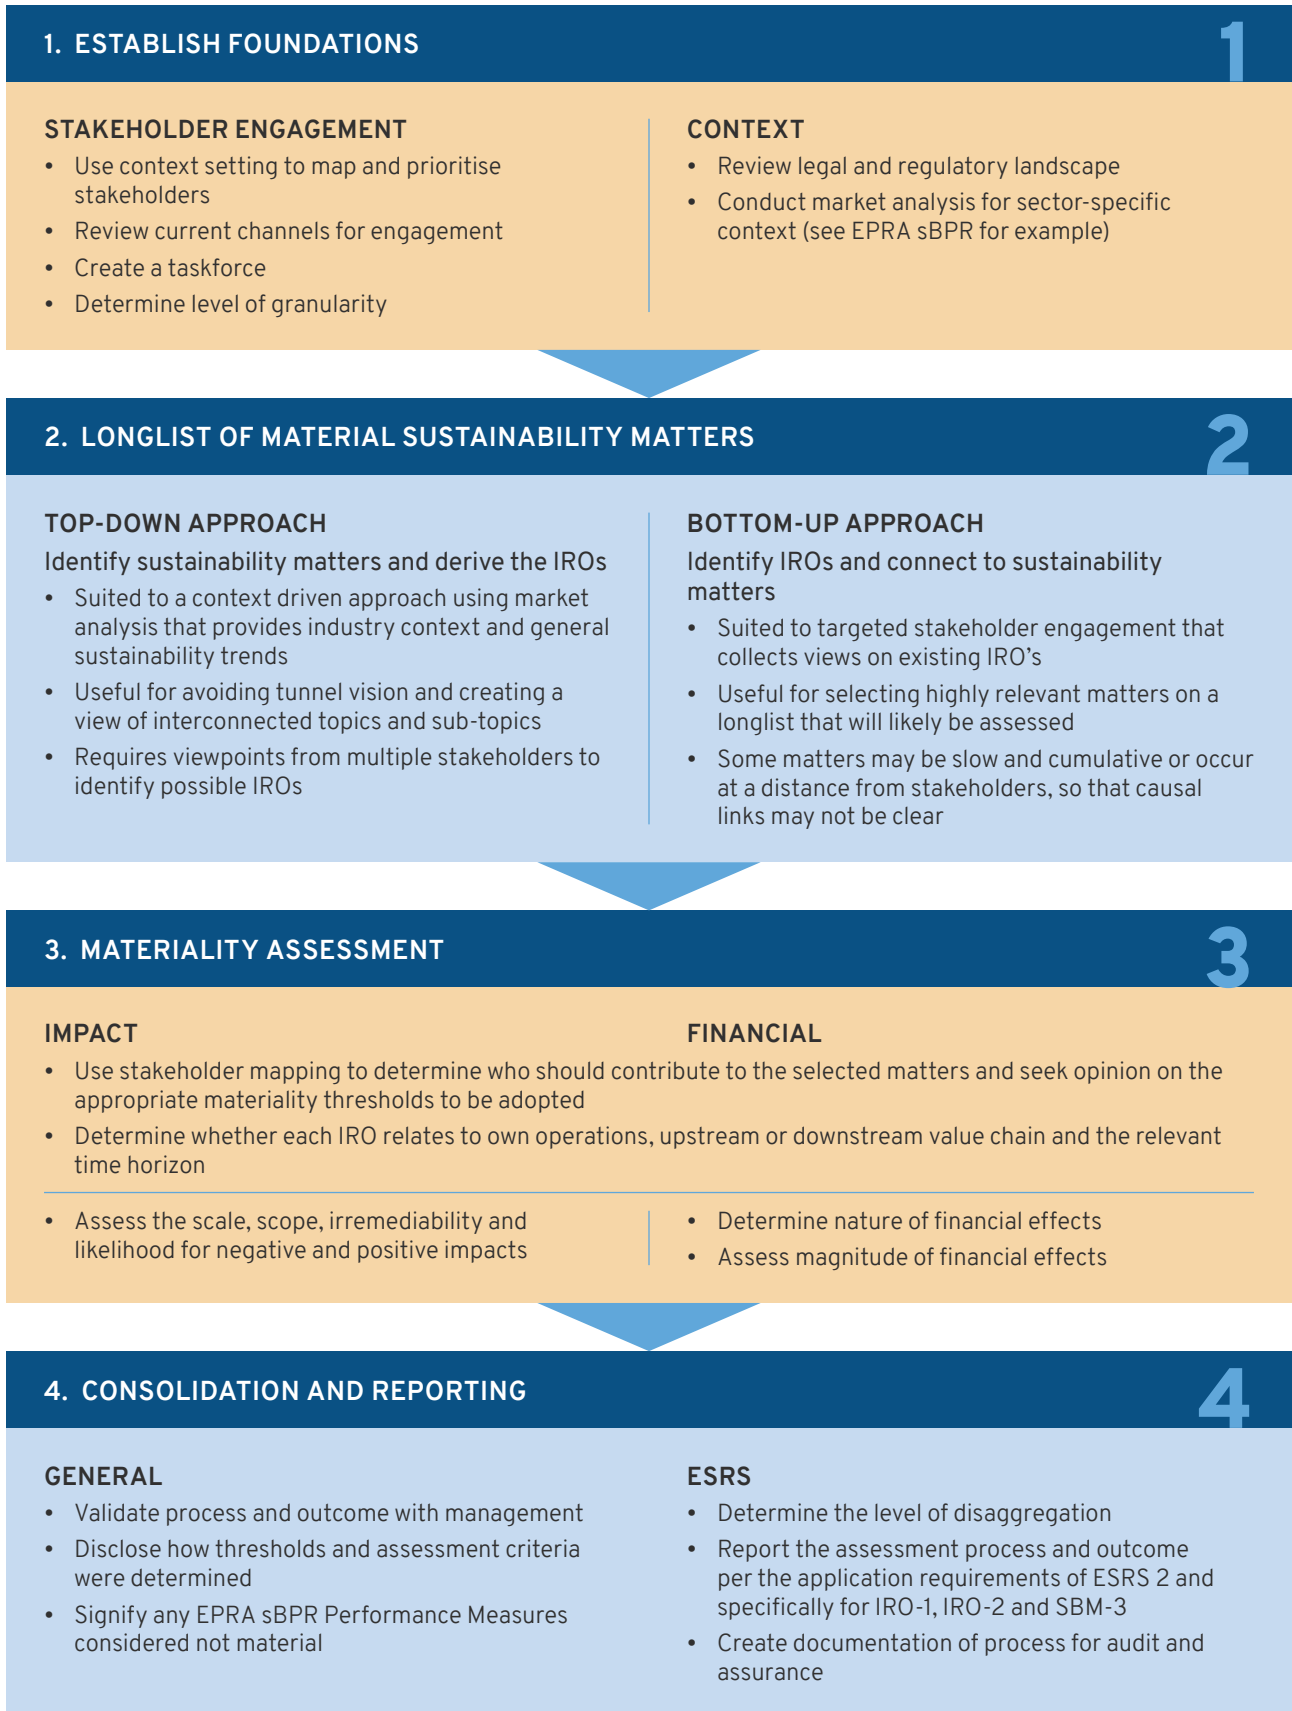 1. ESTABLISH FOUNDATIONS
1
STAKEHOLDER ENGAGEMENT
• Use context setting to map and prioritise
stakeholders
• Review current channels for engagement
• Create a taskforce
• Determine level of granularity
CONTEXT
• Review legal and regulatory landscape
• Conduct market analysis for sector-specific
context (see EPRA sBPR for example)
2. LONGLIST OF MATERIAL SUSTAINABILITY MATTERS
2
TOP-DOWN APPROACH
Identify sustainability matters and derive the IROs
• Suited to a context driven approach using market
analysis that provides industry context and general
sustainability trends
• Useful for avoiding tunnel vision and creating a
view of interconnected topics and sub-topics
• Requires viewpoints from multiple stakeholders to
identify possible IROs
BOTTOM-UP APPROACH
Identify IROs and connect to sustainability
matters
• Suited to targeted stakeholder engagement that
collects views on existing IRO’s
• Useful for selecting highly relevant matters on a
longlist that will likely be assessed
• Some matters may be slow and cumulative or occur
at a distance from stakeholders, so that causal
links may not be clear
3. MATERIALITY ASSESSMENT
3
IMPACT
FINANCIAL
• Use stakeholder mapping to determine who should contribute to the selected matters and seek opinion on the
appropriate materiality thresholds to be adopted
• Determine whether each IRO relates to own operations, upstream or downstream value chain and the relevant
time horizon
• Assess the scale, scope, irremediability and
likelihood for negative and positive impacts
• Determine nature of financial effects
• Assess magnitude of financial effects
4. CONSOLIDATION AND REPORTING
4
GENERAL
• Validate process and outcome with management
• Disclose how thresholds and assessment criteria
were determined
• Signify any EPRA sBPR Performance Measures
considered not material
ESRS
• Determine the level of disaggregation
• Report the assessment process and outcome
per the application requirements of ESRS 2 and
specifically for IRO-1, IRO-2 and SBM-3
• Create documentation of process for audit and
assurance